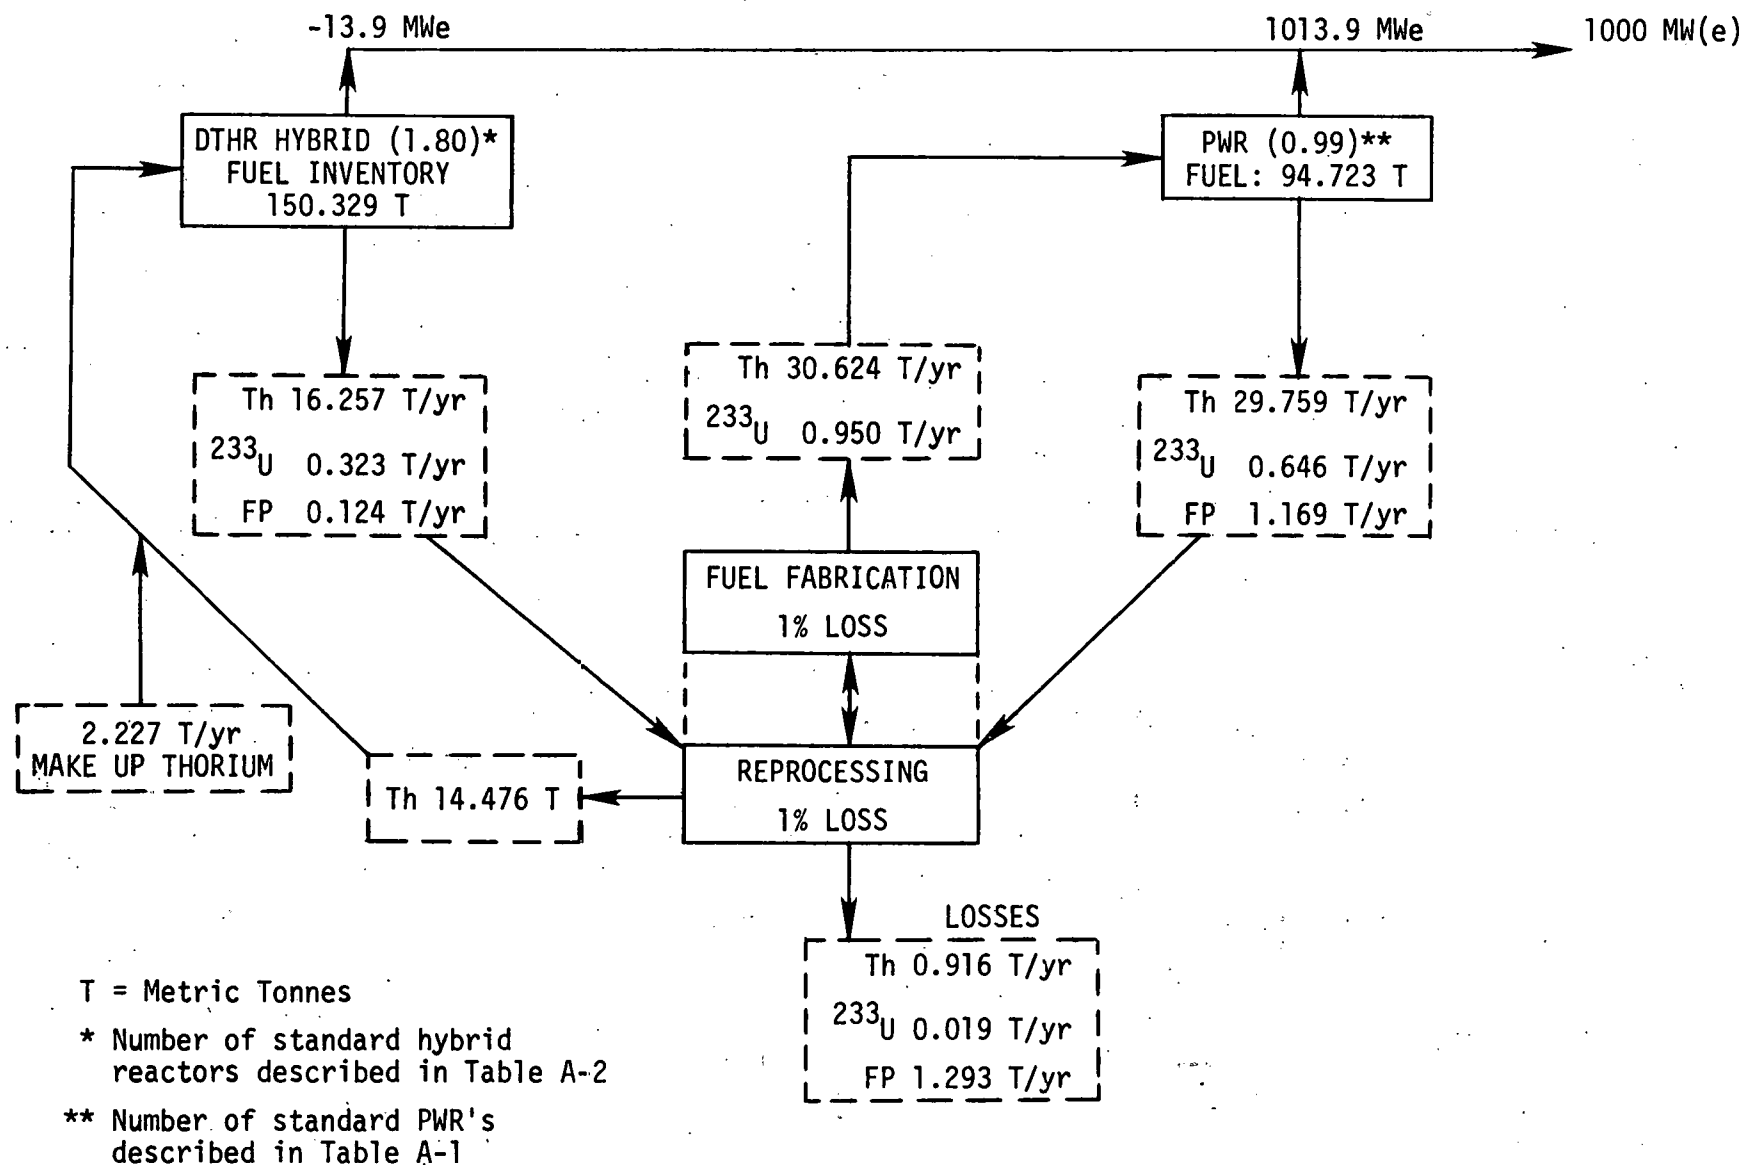 -13.9 MWe
1013.9 MWe
1000 MW(e)
DTHR HYBRID (1.80)*
FUEL INVENTORY
150.329 T
PWR (0.99)**
FUEL: 94.723 T
Th 16.257 T/yr
233U 0.323 T/yr
FP 0.124 T/yr
Th 30.624 T/yr
233U 0.950 T/yr
Th 29.759 T/yr
233U 0.646 T/yr
FP 1.169 T/yr
FUEL FABRICATION
1% LOSS
2.227 T/yr
MAKE UP THORIUM
Th 14.476 T
REPROCESSING
1% LOSS
LOSSES
Th 0.916 T/yr
233U 0.019 T/yr
FP 1.293 T/yr
T = Metric Tonnes
* Number of standard hybrid
reactors described in Table A-2
** Number of standard PWR's
described in Table A-1